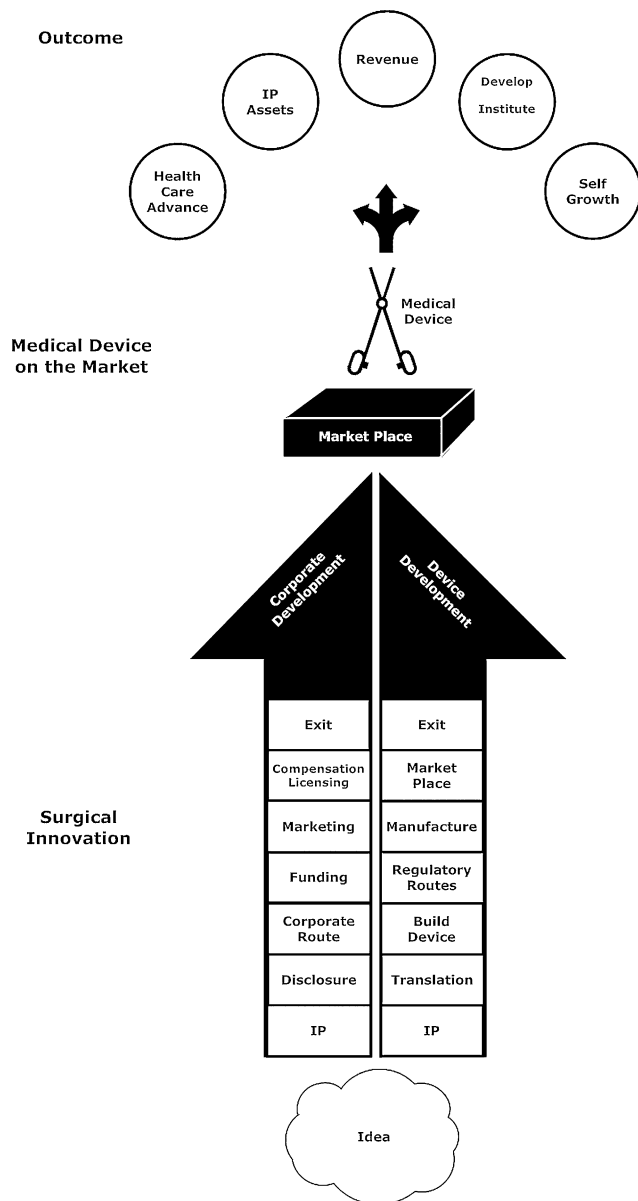 Outcome
Revenue
IP
Assets
Develop
Institute
Health
Care
Advance
Self
Growth
Medical
Device
Medical Device
on the Market
Market Place
Corporate
Development
Device
Development
Exit
Exit
Compensation
Licensing
Market
Place
Surgical
Innovation
Marketing
Manufacture
Funding
Regulatory
Routes
Corporate
Route
Build
Device
Disclosure
Translation
IP
IP
Idea